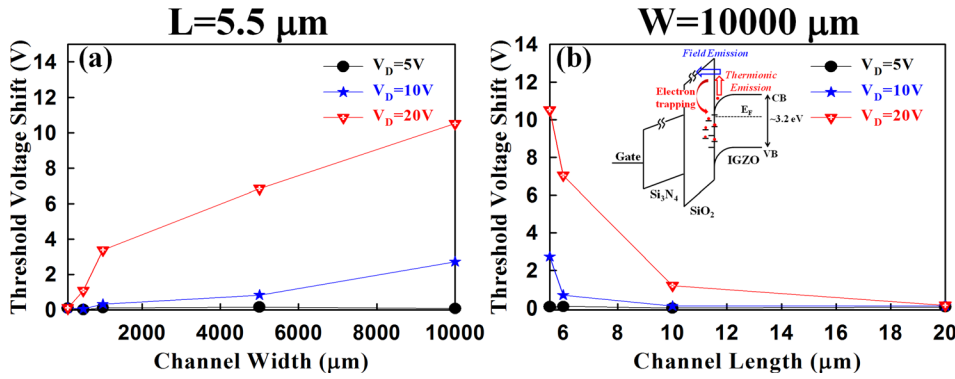 L=5.5 μm
(a)
V_D=5V
V_D=10V
V_D=20V
Threshold Voltage Shift (V)
14
12
10
8
6
4
2
0
2000 4000 6000 8000 10000
Channel Width (μm)
W=10000 μm
(b)
Field Emission
Thermionic
Emission
Electron
trapping
CB
E_F
~3.2 eV
VB
IGZO
Gate
Si3N4
SiO2
V_D=5V
V_D=10V
V_D=20V
Threshold Voltage Shift (V)
14
12
10
8
6
4
2
0
6 8 10 12 14 16 18 20
Channel Length (μm)